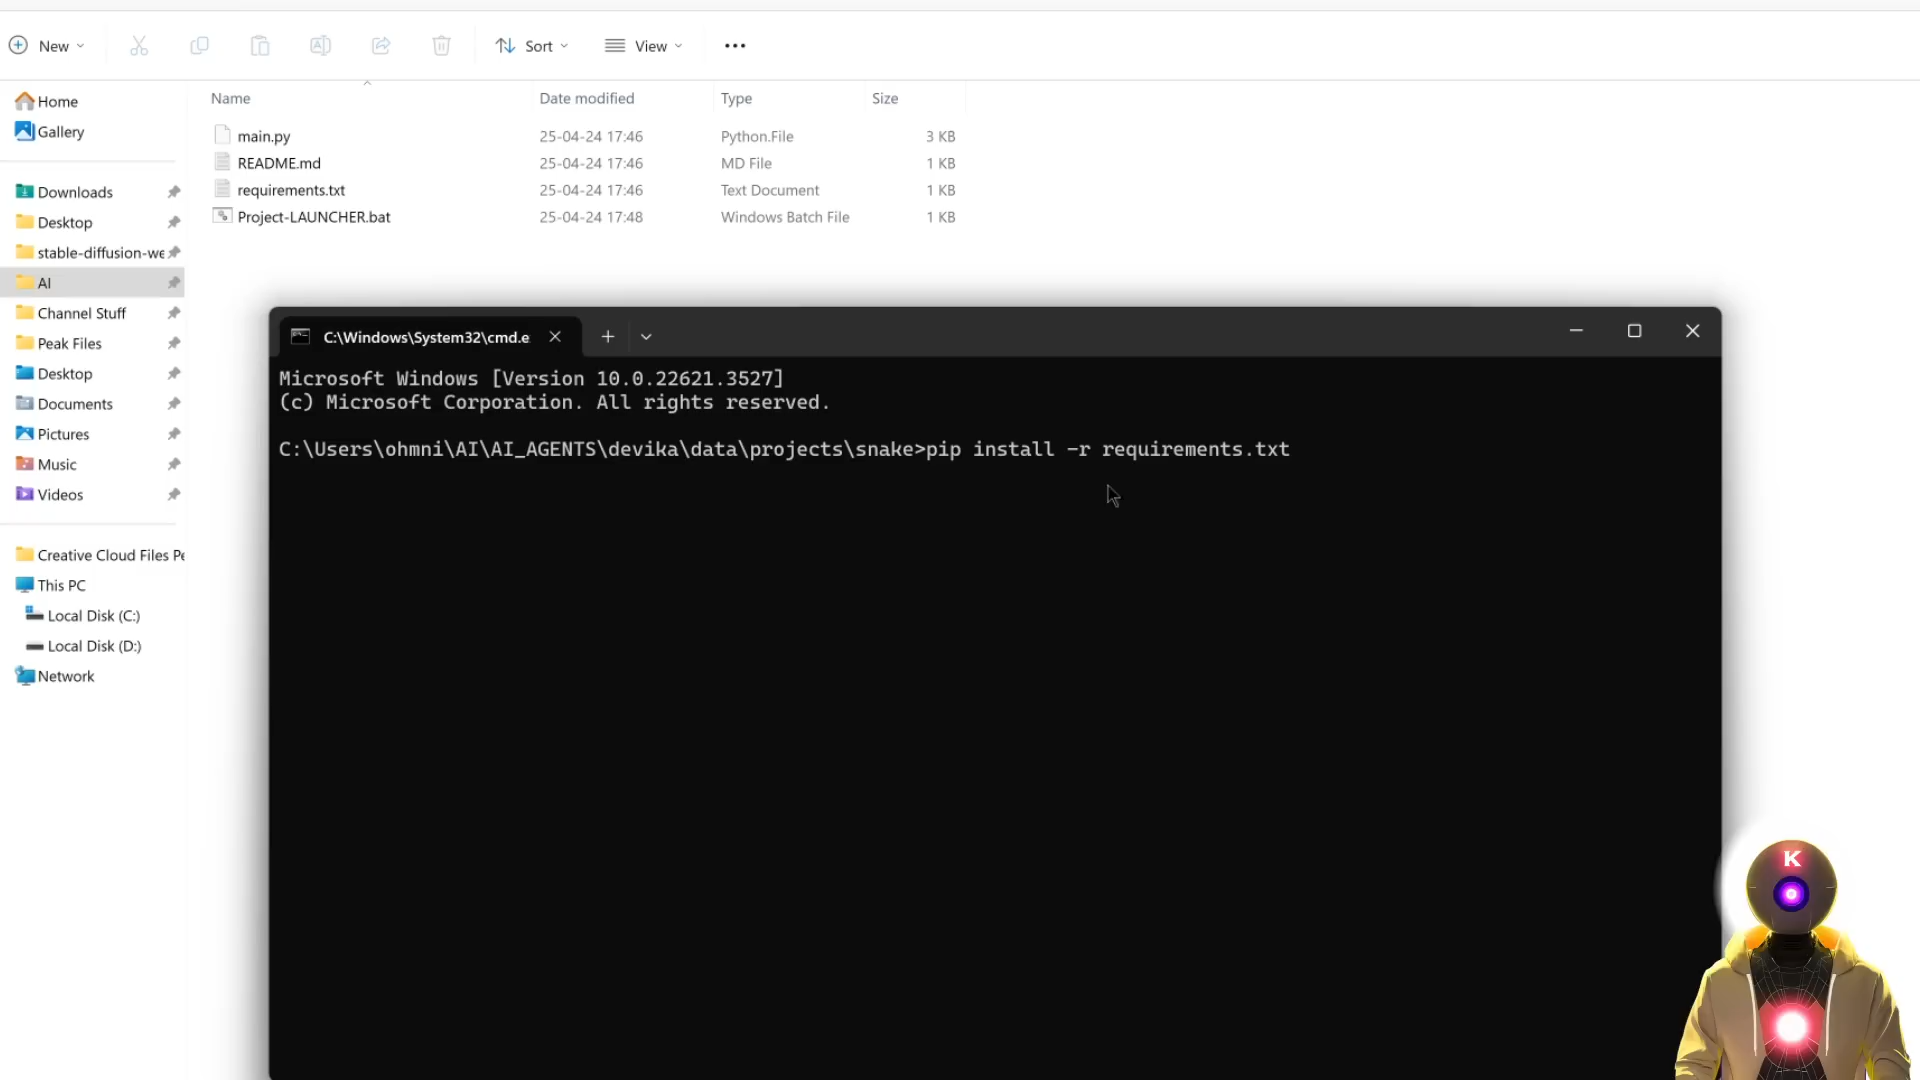 New
Sort
View
Name Date modified Type Size
Home
Gallery
main.py 25-04-24 17:46 Python.File 3 KB
README.md 25-04-24 17:46 MD File 1 KB
requirements.txt 25-04-24 17:46 Text Document 1 KB
Project-LAUNCHER.bat 25-04-24 17:48 Windows Batch File 1 KB
Downloads
Desktop
stable-diffusion-we
AI
Channel Stuff
Peak Files
Desktop
Documents
Pictures
Music
Videos
Creative Cloud Files Pe
This PC
Local Disk (C:)
Local Disk (D:)
Network
C:\Windows\System32\cmd.e
Microsoft Windows [Version 10.0.22621.3527]
(c) Microsoft Corporation. All rights reserved.
C:\Users\ohmni\AI\AI_AGENTS\devika\data\projects\snake>pip install -r requirements.txt
K